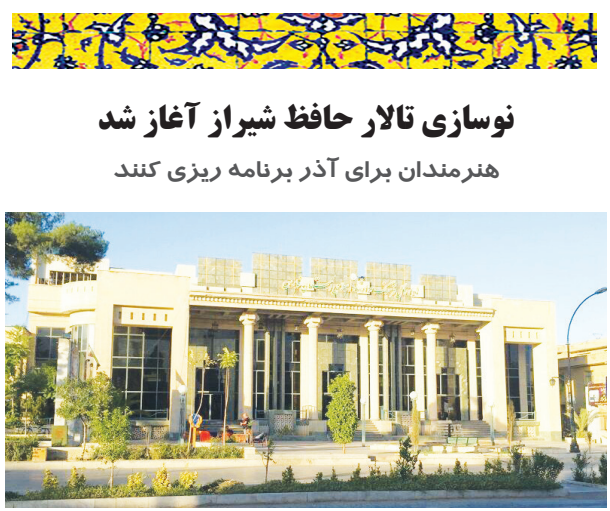 نوسازی تالار حافظ شیراز آغاز شد
هنرمندان برای آذر برنامه ریزی کنند